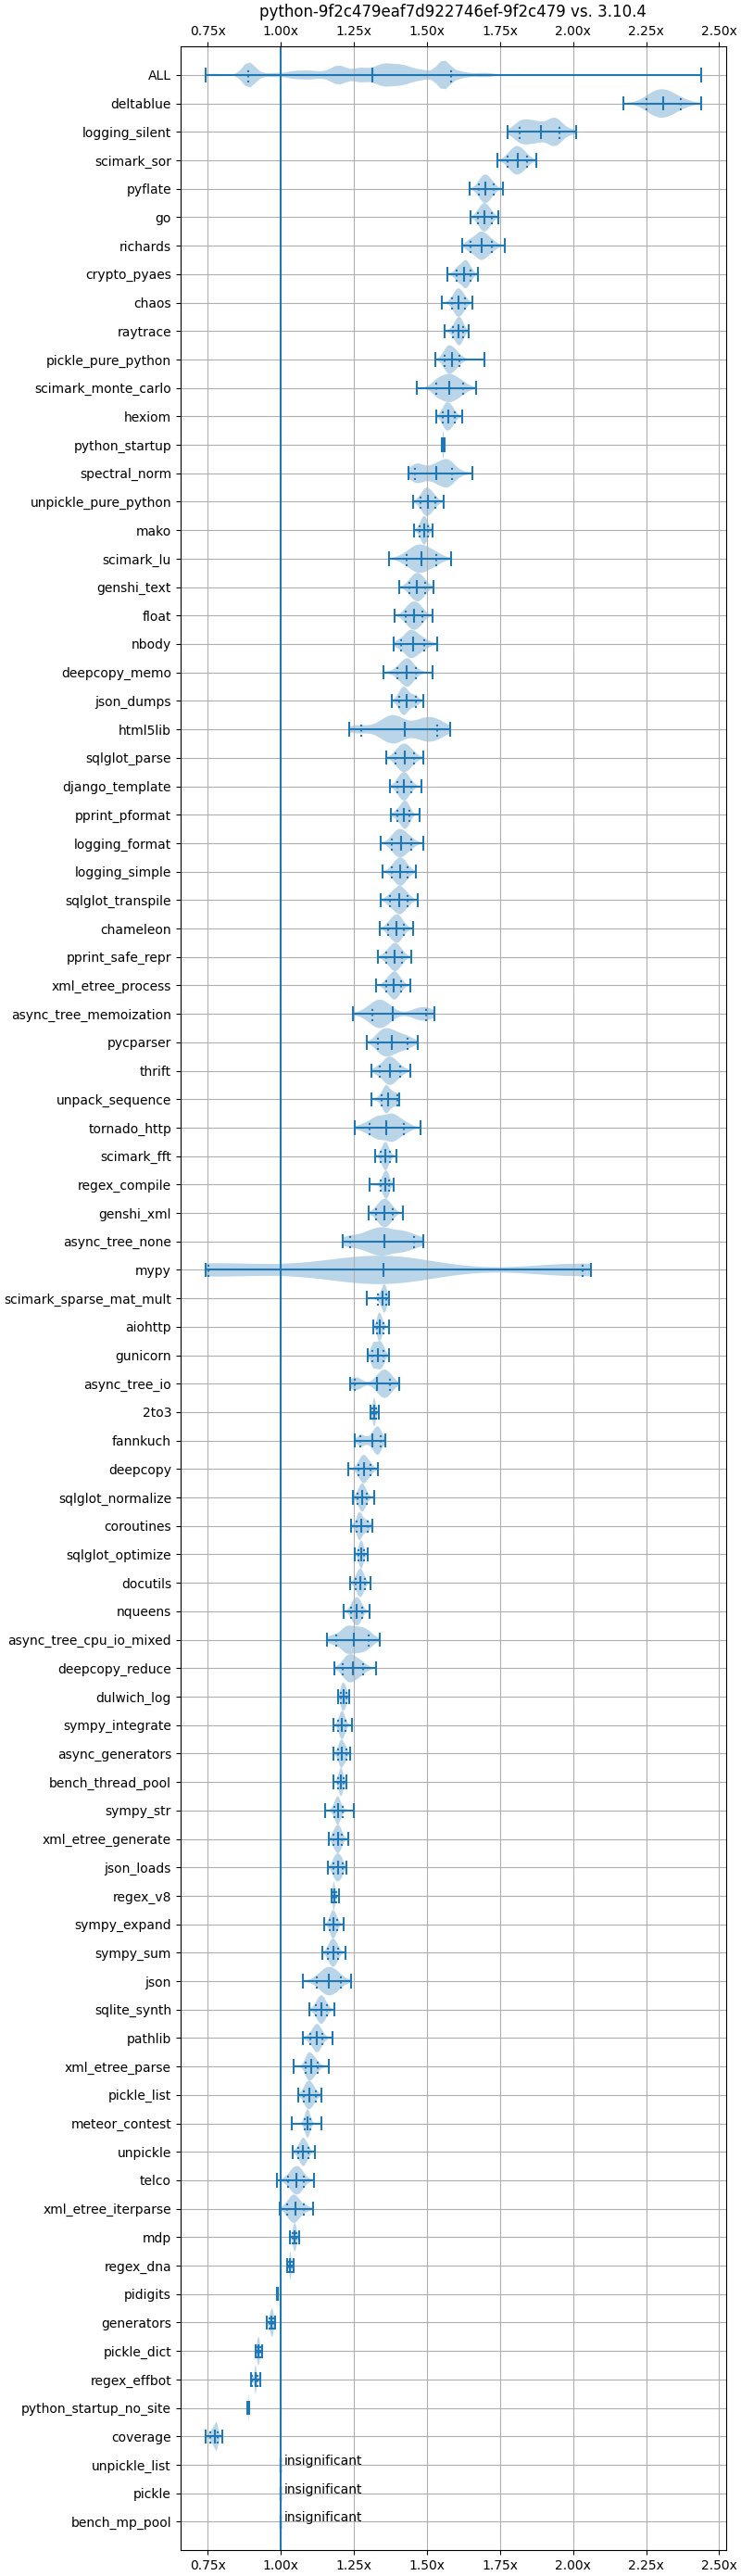 python-9f2c479eaf7d922746ef-9f2c479 vs. 3.10.4
0.75x 1.00x 1.25x 1.50x 1.75x 2.00x 2.25x 2.50x
ALL
deltablue
logging_silent
scimark_sor
pyflate
go
richards
crypto_pyaes
chaos
raytrace
pickle_pure_python
scimark_monte_carlo
hexiom
python_startup
spectral_norm
unpickle_pure_python
mako
scimark_lu
genshi_text
float
nbody
deepcopy_memo
json_dumps
html5lib
sqlglot_parse
django_template
pprint_pformat
logging_format
logging_simple
sqlglot_transpile
chameleon
pprint_safe_repr
xml_etree_process
async_tree_memoization
pycparser
thrift
unpack_sequence
tornado_http
scimark_fft
regex_compile
genshi_xml
async_tree_none
mypy
scimark_sparse_mat_mult
aiohttp
gunicorn
async_tree_io
2to3
fannkuch
deepcopy
sqlglot_normalize
coroutines
sqlglot_optimize
docutils
nqueens
async_tree_cpu_io_mixed
deepcopy_reduce
dulwich_log
sympy_integrate
async_generators
bench_thread_pool
sympy_str
xml_etree_generate
json_loads
regex_v8
sympy_expand
sympy_sum
json
sqlite_synth
pathlib
xml_etree_parse
pickle_list
meteor_contest
unpickle
telco
xml_etree_iterparse
mdp
regex_dna
pidigits
generators
pickle_dict
regex_effbot
python_startup_no_site
coverage
unpickle_list insignificant
pickle insignificant
bench_mp_pool insignificant
0.75x 1.00x 1.25x 1.50x 1.75x 2.00x 2.25x 2.50x